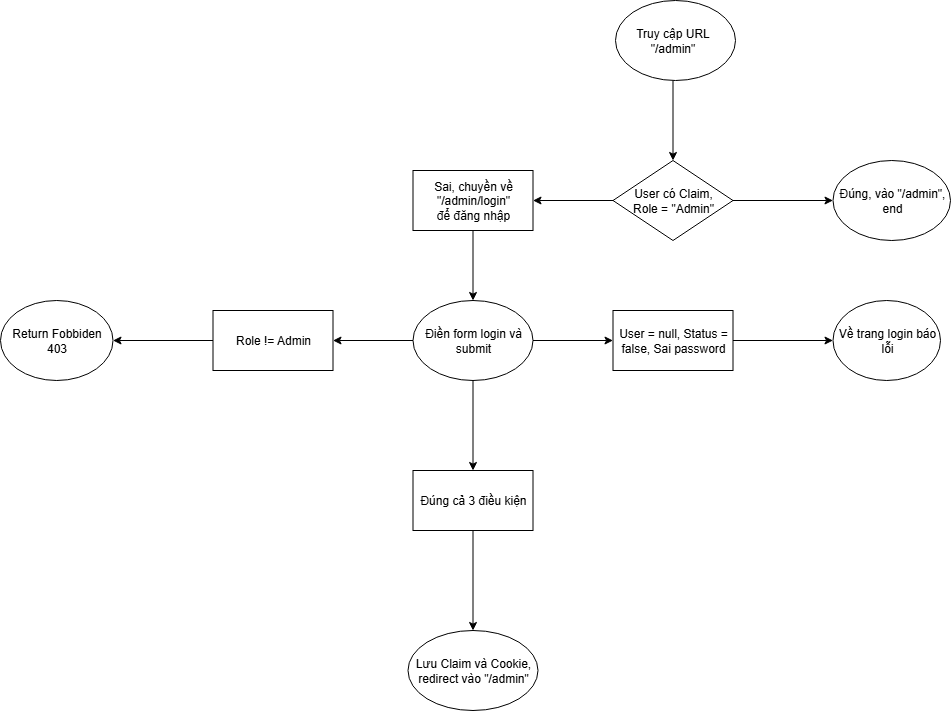 Truy cập URL
"/admin"
Sai, chuyền về
"/admin/login"
để đăng nhập
User có Claim,
Role = "Admin"
Đúng, vào "/admin",
end
Return Fobbiden
403
Role != Admin
Điền form login và
submit
User = null, Status =
false, Sai password
Về trang login báo
lỗi
Đúng cả 3 điều kiện
Lưu Claim và Cookie,
redirect vào "/admin"